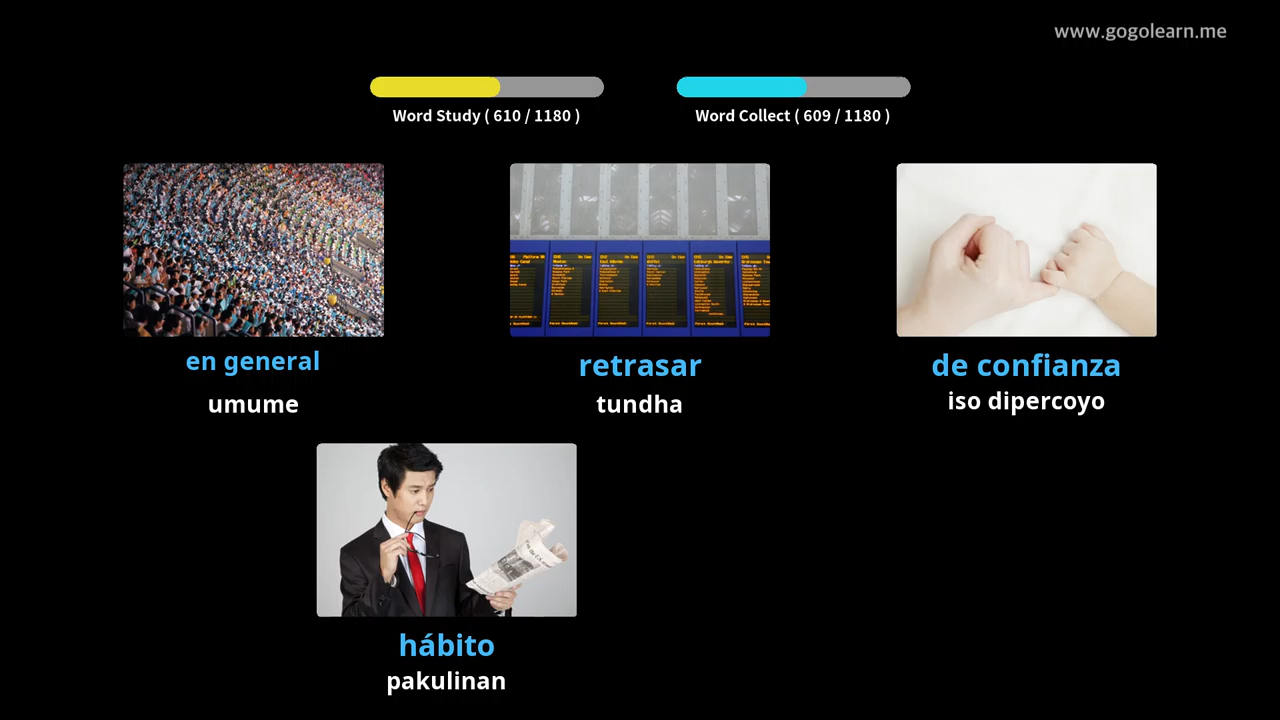 www.gogolearn.me
Word Study ( 610 / 1180 )
Word Collect ( 609 / 1180 )
en general
umume
retrasar
tundha
de confianza
iso dipercoyo
hábito
pakulinan